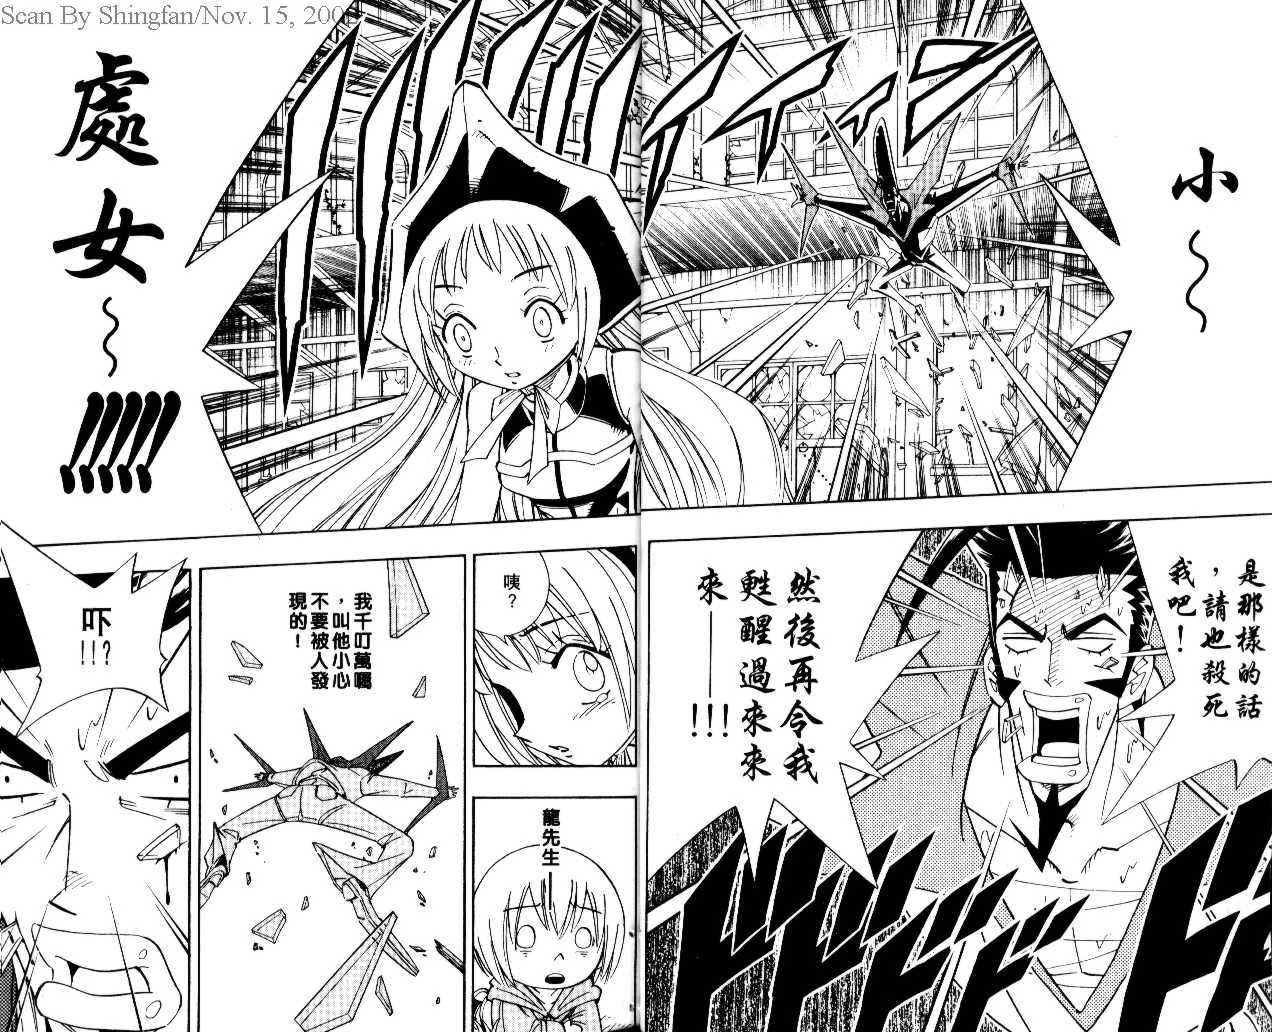 Scan By Shingfan/Nov. 15, 200
小～
處女～
!!!!!
是那樣的話
，請也殺死
我吧！
然後再令我
甦醒過來來
來——
!!!
咦？
龍先生—
我千叮萬囑
，叫他小心
不要被人發
現的！
吓
!!?